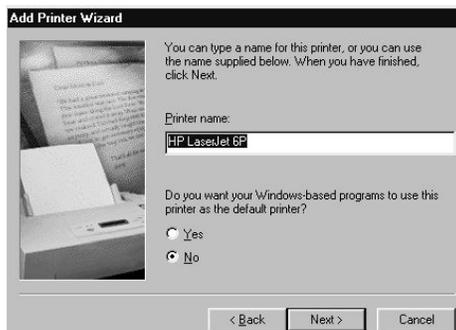 Add Printer Wizard
You can type a name for this printer, or you can use
the name supplied below. When you have finished,
click Next.
Printer name:
HP LaserJet 6P
Do you want your Windows-based programs to use this
printer as the default printer?
Yes
No
< Back
Next >
Cancel